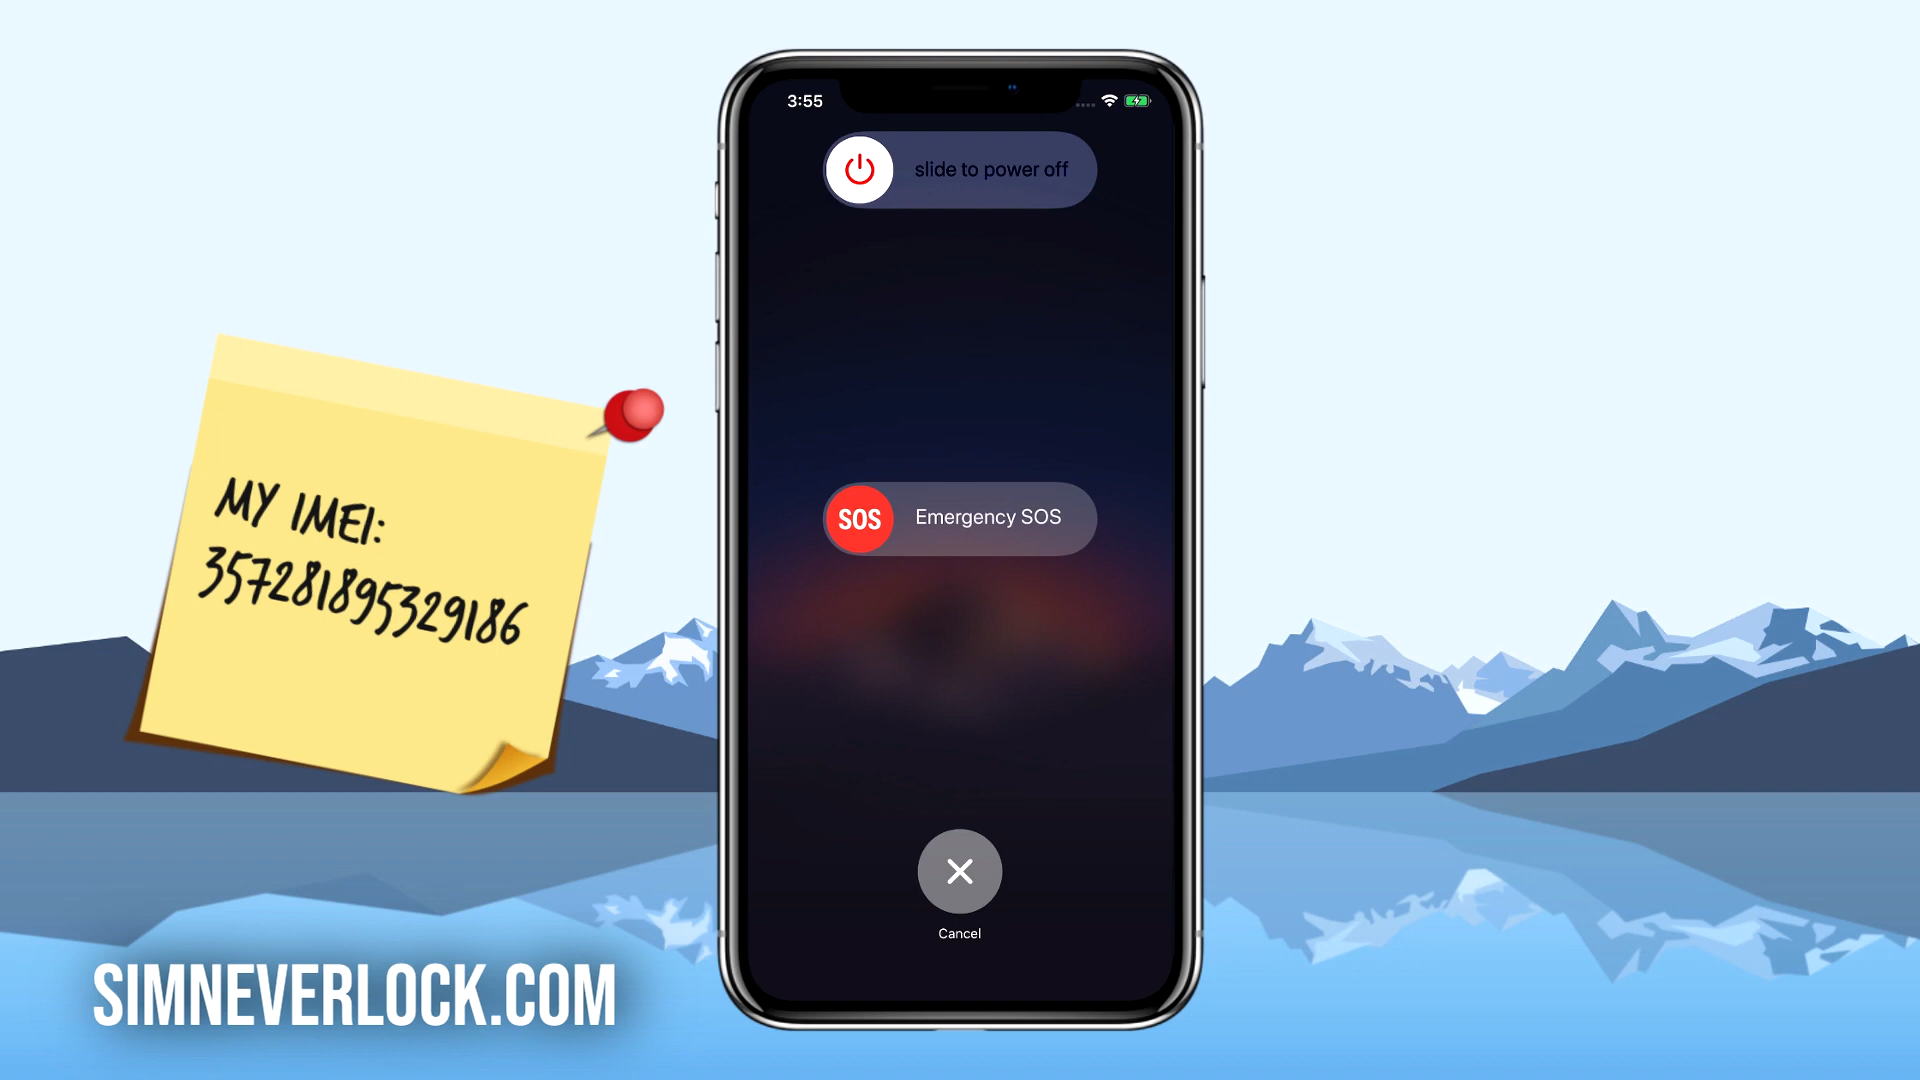 3:55
slide to power off
MY IMEI:
357281895329186
SOS
Emergency SOS
Cancel
SIMNEVERLOCK.COM